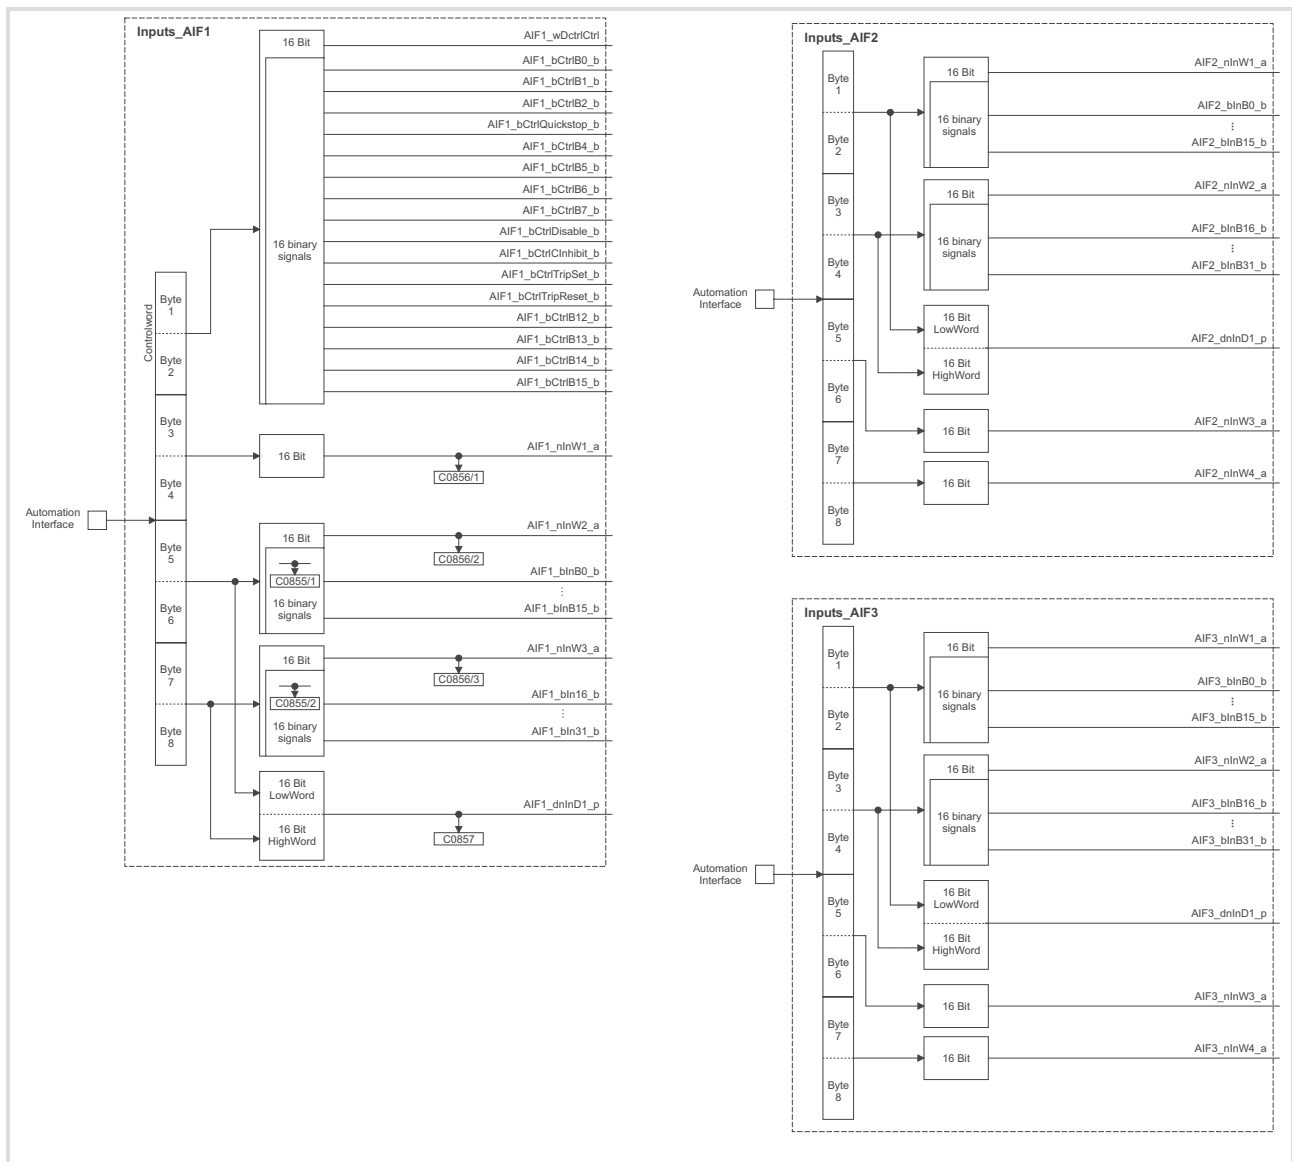 Inputs_AIF1
16 Bit
AIF1_wDctrlCtrl
AIF1_bCtrlB0_b
AIF1_bCtrlB1_b
AIF1_bCtrlB2_b
AIF1_bCtrlQuickstop_b
AIF1_bCtrlB4_b
AIF1_bCtrlB5_b
AIF1_bCtrlB6_b
AIF1_bCtrlB7_b
AIF1_bCtrlDisable_b
AIF1_bCtrlCInhibit_b
AIF1_bCtrlTripSet_b
AIF1_bCtrlTripReset_b
AIF1_bCtrlB12_b
AIF1_bCtrlB13_b
AIF1_bCtrlB14_b
AIF1_bCtrlB15_b
16 binary
signals
Controlword
Byte
1
Byte
2
Byte
3
Byte
4
Byte
5
Byte
6
Byte
7
Byte
8
Automation
Interface
16 Bit
AIF1_nInW1_a
C0856/1
16 Bit
AIF1_nInW2_a
C0856/2
C0855/1
16 binary
signals
AIF1_bInB0_b
...
AIF1_bInB15_b
16 Bit
AIF1_nInW3_a
C0856/3
C0855/2
16 binary
signals
AIF1_bIn16_b
...
AIF1_bIn31_b
16 Bit
LowWord
16 Bit
HighWord
AIF1_dnInD1_p
C0857
Inputs_AIF2
Byte
1
Byte
2
Byte
3
Byte
4
Byte
5
Byte
6
Byte
7
Byte
8
Automation
Interface
16 Bit
16 binary
signals
AIF2_nInW1_a
AIF2_bInB0_b
...
AIF2_bInB15_b
16 Bit
16 binary
signals
AIF2_nInW2_a
AIF2_bInB16_b
...
AIF2_bInB31_b
16 Bit
LowWord
16 Bit
HighWord
AIF2_dnInD1_p
16 Bit
AIF2_nInW3_a
16 Bit
AIF2_nInW4_a
Inputs_AIF3
Byte
1
Byte
2
Byte
3
Byte
4
Byte
5
Byte
6
Byte
7
Byte
8
Automation
Interface
16 Bit
16 binary
signals
AIF3_nInW1_a
AIF3_bInB0_b
...
AIF3_bInB15_b
16 Bit
16 binary
signals
AIF3_nInW2_a
AIF3_bInB16_b
...
AIF3_bInB31_b
16 Bit
LowWord
16 Bit
HighWord
AIF3_dnInD1_p
16 Bit
AIF3_nInW3_a
16 Bit
AIF3_nInW4_a